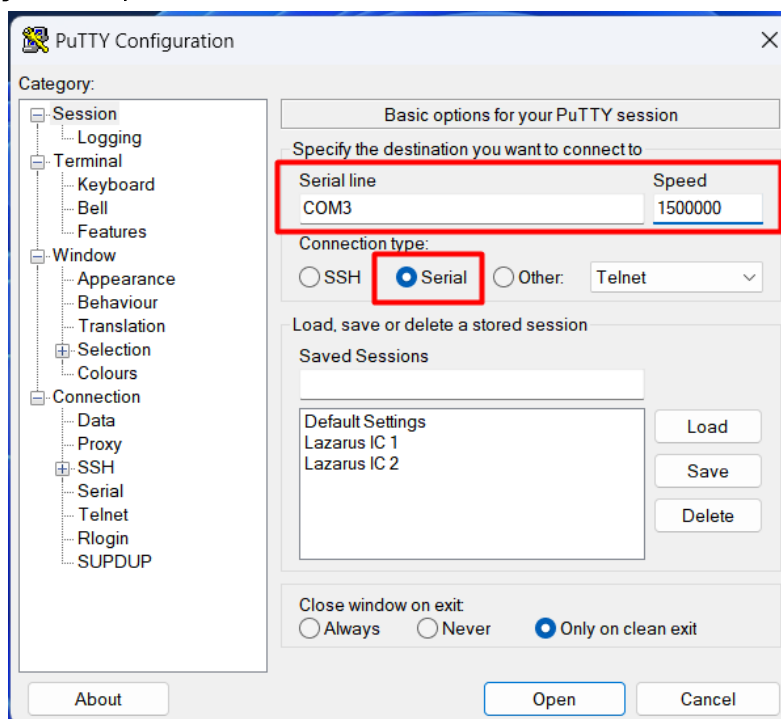 PuTTY Configuration
Category:
Session
Logging
Terminal
Keyboard
Bell
Features
Window
Appearance
Behaviour
Translation
Selection
Colours
Connection
Data
Proxy
SSH
Serial
Telnet
Rlogin
SUPDUP
Basic options for your PuTTY session
Specify the destination you want to connect to
Serial line Speed
COM3 1500000
Connection type:
SSH Serial Other: Telnet
Load, save or delete a stored session
Saved Sessions
Default Settings
Lazarus IC 1
Lazarus IC 2
Load
Save
Delete
Close window on exit:
Always Never Only on clean exit
About Open Cancel